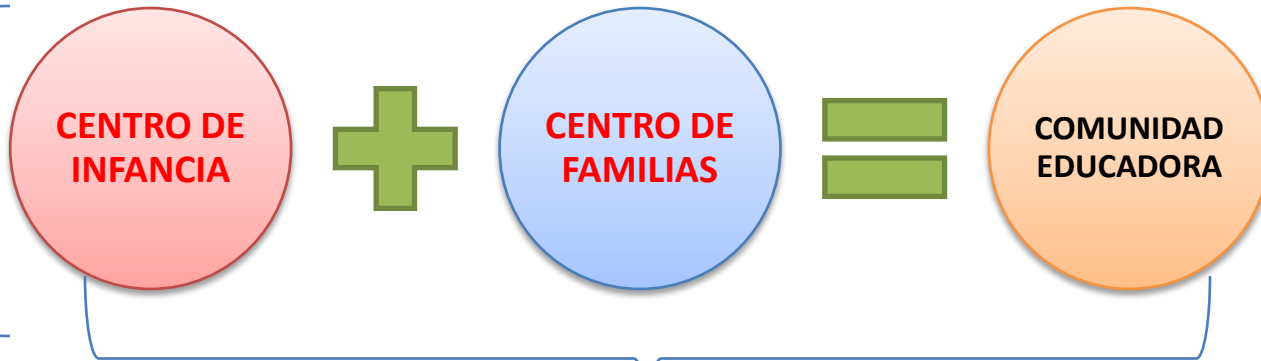 CENTRO DE
INFANCIA
CENTRO DE
FAMILIAS
COMUNIDAD
EDUCADORA